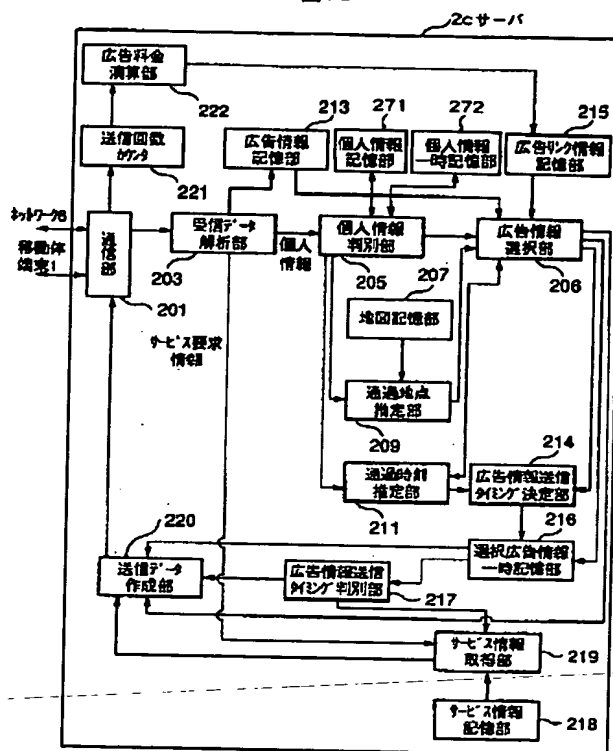 2cサーバ
広告料金
演算部
222
213
271
272
215
送信回数
カウンタ
221
広告情報
記憶部
個人情報
記憶部
個人情報
一時記憶部
広告リンク情報
記憶部
ネットワーク6
移動体
端末1
通信部
201
受信データ
解析部
203
個人
情報
個人情報
判別部
205
広告情報
選択部
206
207
地図記憶部
サービス要求
情報
通過地点
推定部
209
214
通過時刻
推定部
211
広告情報送信
タイミング決定部
216
220
送信データ
作成部
広告情報送信
タイミング判別部
217
選択広告情報
一時記憶部
サービス情報
取得部
219
サービス情報
記憶部
218